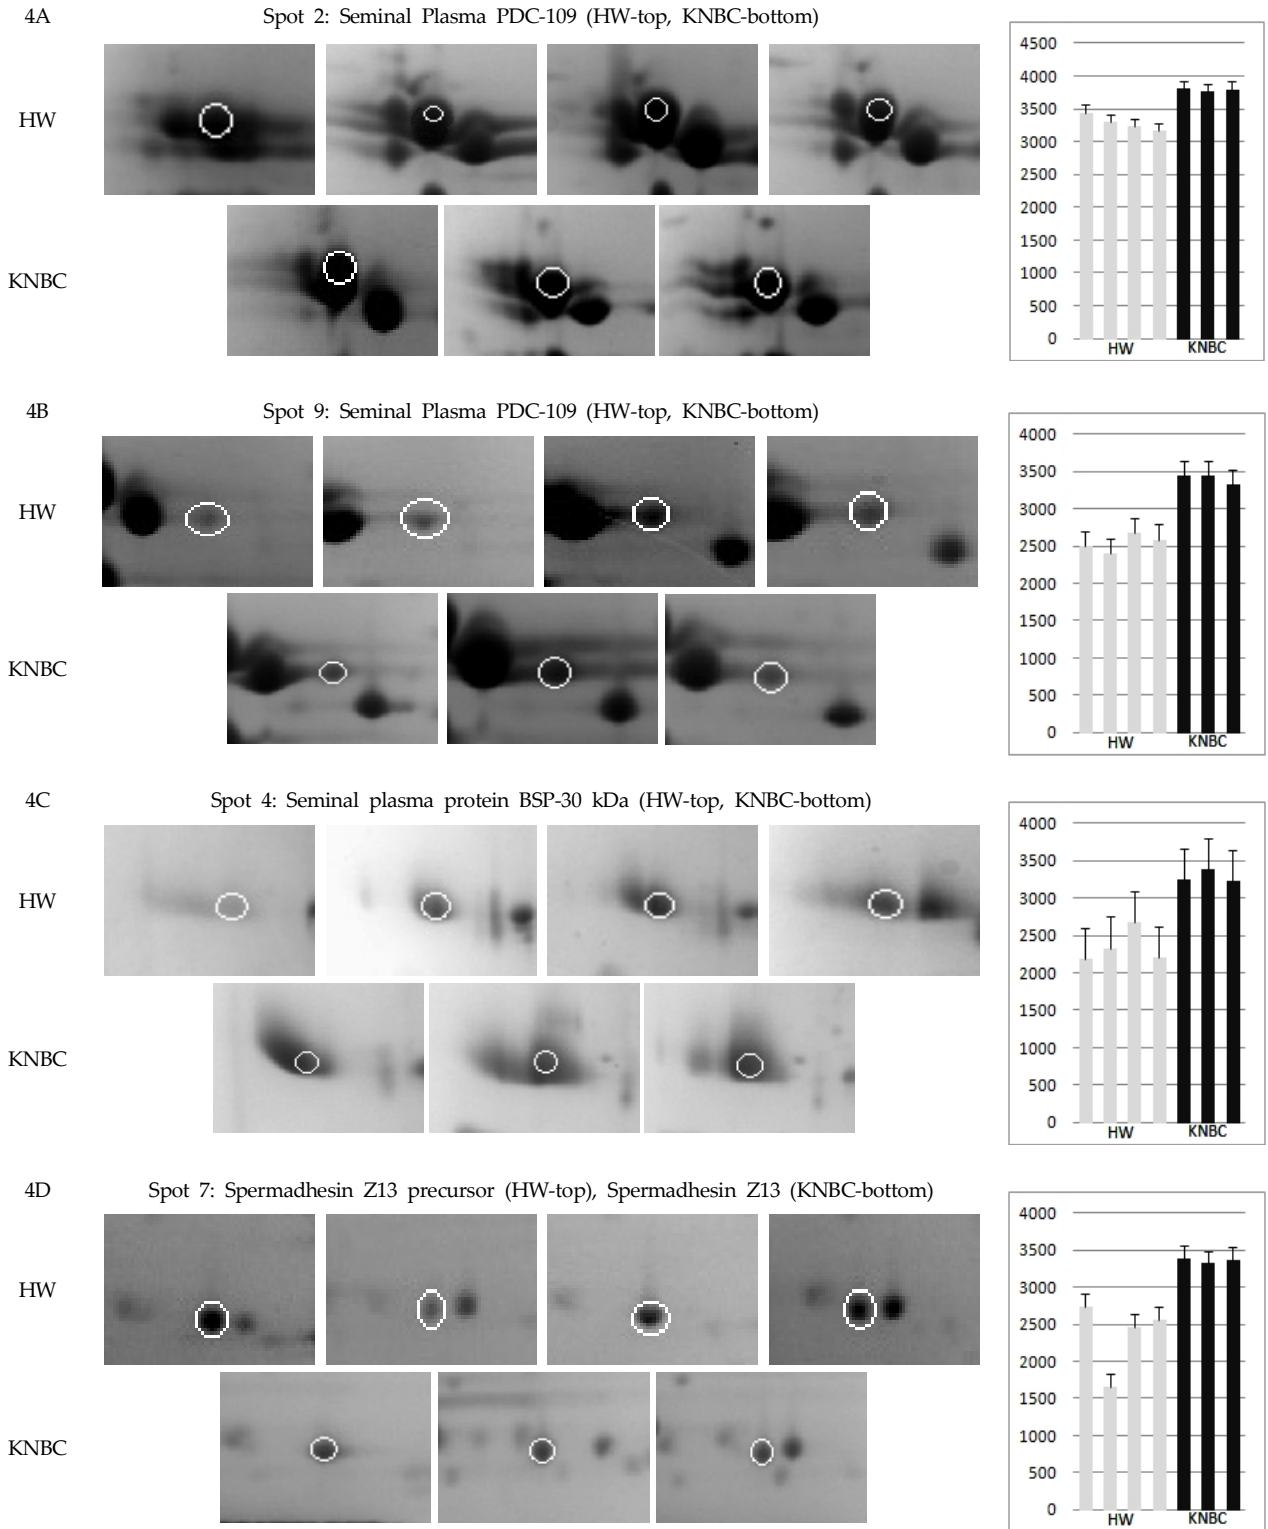 4A
Spot 2: Seminal Plasma PDC-109 (HW-top, KNBC-bottom)
HW
KNBC
4500
4000
3500
3000
2500
2000
1500
1000
500
0
HW KNBC
4B
Spot 9: Seminal Plasma PDC-109 (HW-top, KNBC-bottom)
HW
KNBC
4000
3500
3000
2500
2000
1500
1000
500
0
HW KNBC
4C
Spot 4: Seminal plasma protein BSP-30 kDa (HW-top, KNBC-bottom)
HW
KNBC
4000
3500
3000
2500
2000
1500
1000
500
0
HW KNBC
4D
Spot 7: Spermadhesin Z13 precursor (HW-top), Spermadhesin Z13 (KNBC-bottom)
HW
KNBC
4000
3500
3000
2500
2000
1500
1000
500
0
HW KNBC